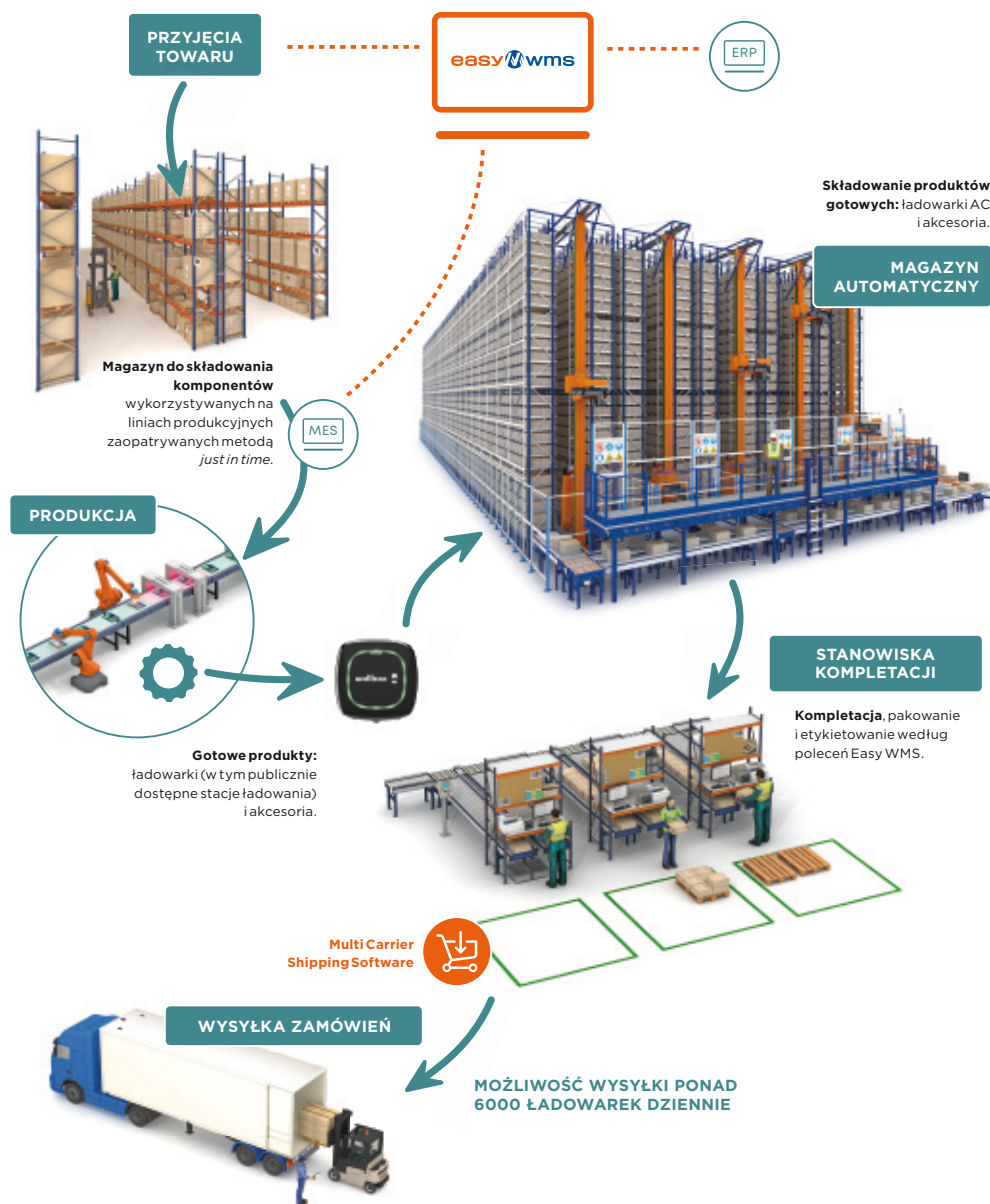 PRZYJĘCIA
TOWARU
easy wms
ERP
Składowanie produktów
gotowych: ładowarki AC
i akcesoria.
MAGAZYN
AUTOMATYCZNY
Magazyn do składowania
komponentów
wykorzystywanych na
liniach produkcyjnych
zaopatrywanych metodą
just in time.
MES
PRODUKCJA
wallbox
Gotowe produkty:
ładowarki (w tym publicznie
dostępne stacje ładowania)
i akcesoria.
STANOWISKA
KOMPLETACJI
Kompletacja, pakowanie
i etykietowanie według
poleceń Easy WMS.
Multi Carrier
Shipping Software
WYSYŁKA ZAMÓWIEŃ
MOŻLIWOŚĆ WYSYŁKI PONAD
6000 ŁADOWAREK DZIENNIE